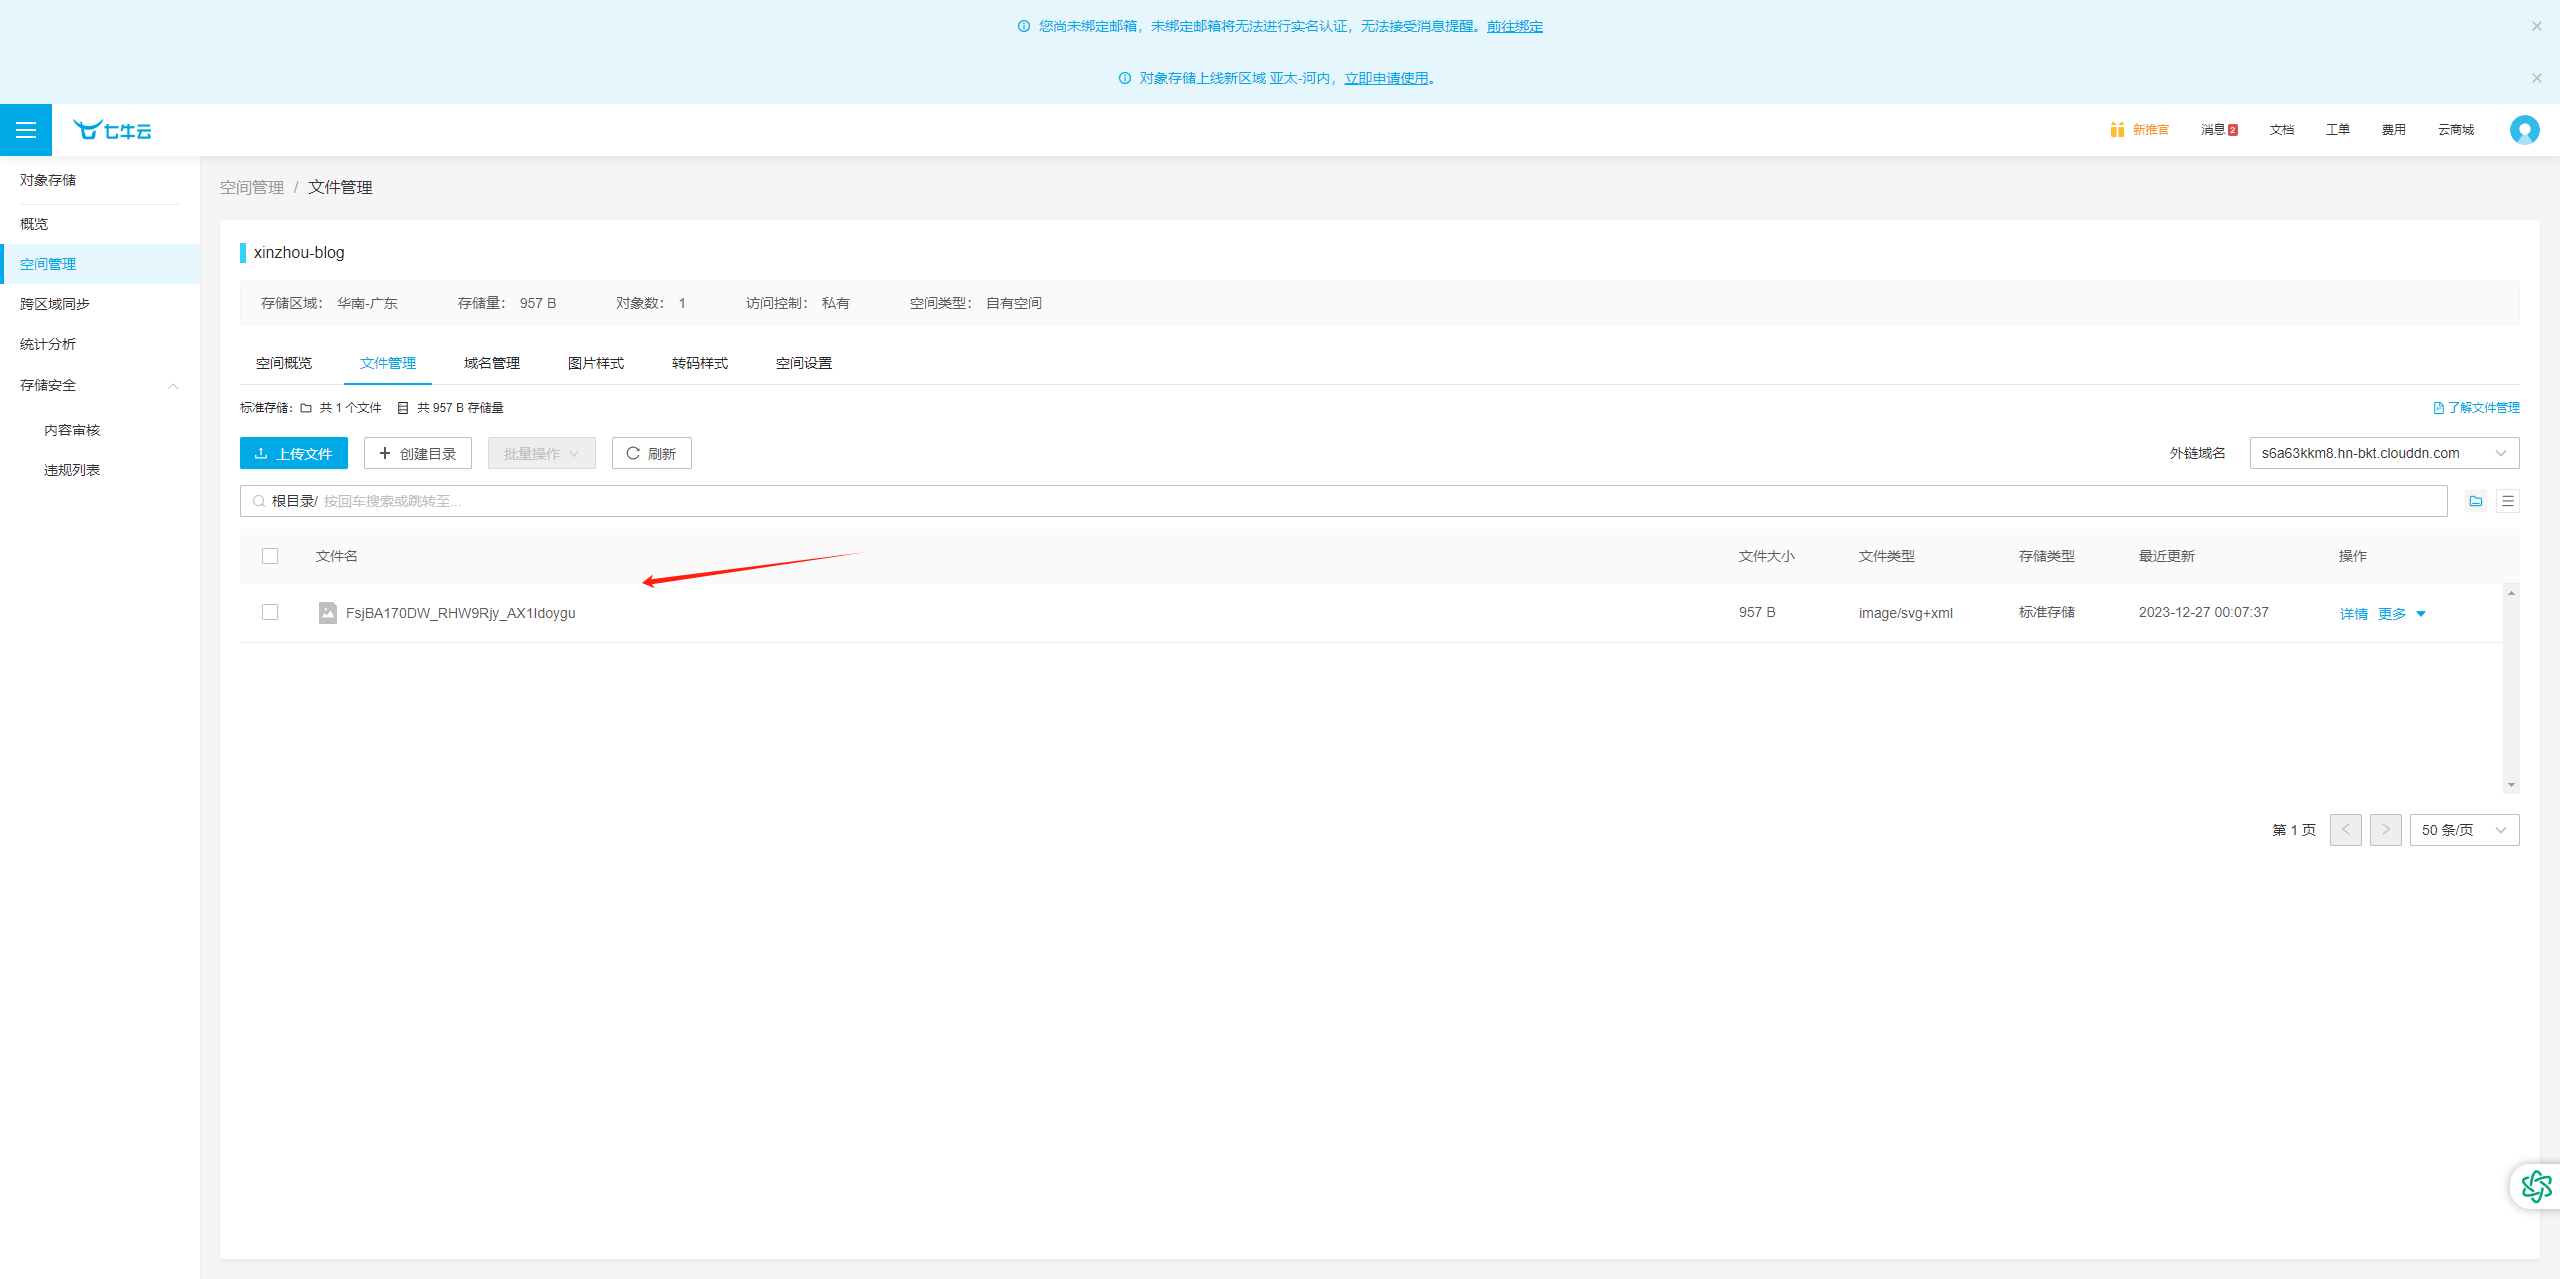 您尚未绑定邮箱，未绑定邮箱将无法进行实名认证，无法接受消息提醒。前往绑定
对象存储上线新区域 亚太-河内，立即申请使用。
七牛云
新推官
消息 2
文档
工单
费用
云商城
对象存储
概览
空间管理
跨区域同步
统计分析
存储安全
内容审核
违规列表
空间管理 / 文件管理
xinzhou-blog
存储区域： 华南-广东
存储量： 957 B
对象数： 1
访问控制： 私有
空间类型： 自有空间
空间概览
文件管理
域名管理
图片样式
转码样式
空间设置
标准存储： 共 1 个文件 共 957 B 存储量
了解文件管理
上传文件
创建目录
批量操作
刷新
外链域名
s6a63kkm8.hn-bkt.clouddn.com
根目录/ 按回车搜索或跳转至...
文件名
文件大小
文件类型
存储类型
最近更新
操作
FsjBA170DW_RHW9Rjy_AX1Idoygu
957 B
image/svg+xml
标准存储
2023-12-27 00:07:37
详情 更多
第 1 页
50 条/页